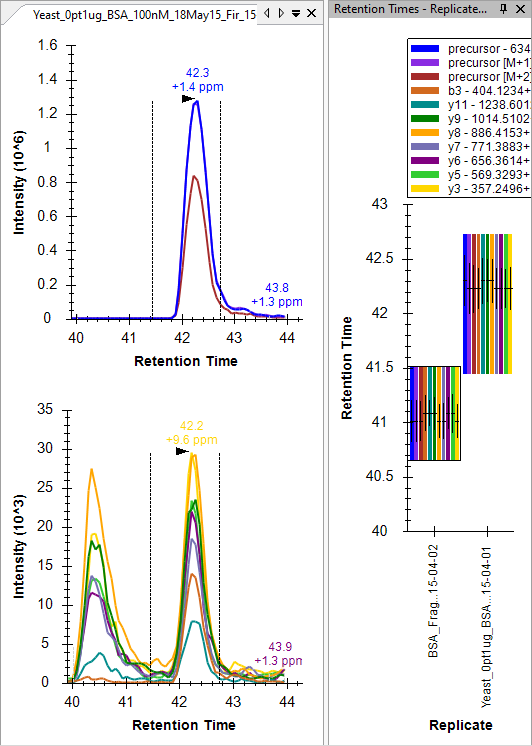 Yeast_0pt1ug_BSA_100nM_18May15_Fir_15
42.3
+1.4 ppm
43.8
+1.3 ppm
Intensity (10^6)
1.6
1.4
1.2
1
0.8
0.6
0.4
0.2
0
40
41
42
43
44
Retention Time
42.2
+9.6 ppm
43.9
+1.3 ppm
Intensity (10^3)
35
30
25
20
15
10
5
0
40
41
42
43
44
Retention Time
Retention Times - Replicate...
precursor - 634
precursor [M+1]
precursor [M+2]
b3 - 404.1234+
y11 - 1238.601
y9 - 1014.5102
y8 - 886.4153+
y7 - 771.3883+
y6 - 656.3614+
y5 - 569.3293+
y3 - 357.2496+
Retention Time
43
42.5
42
41.5
41
40.5
40
BSA_Frag...15-04-02
Yeast_0pt1ug_BSA...15-04-01
Replicate